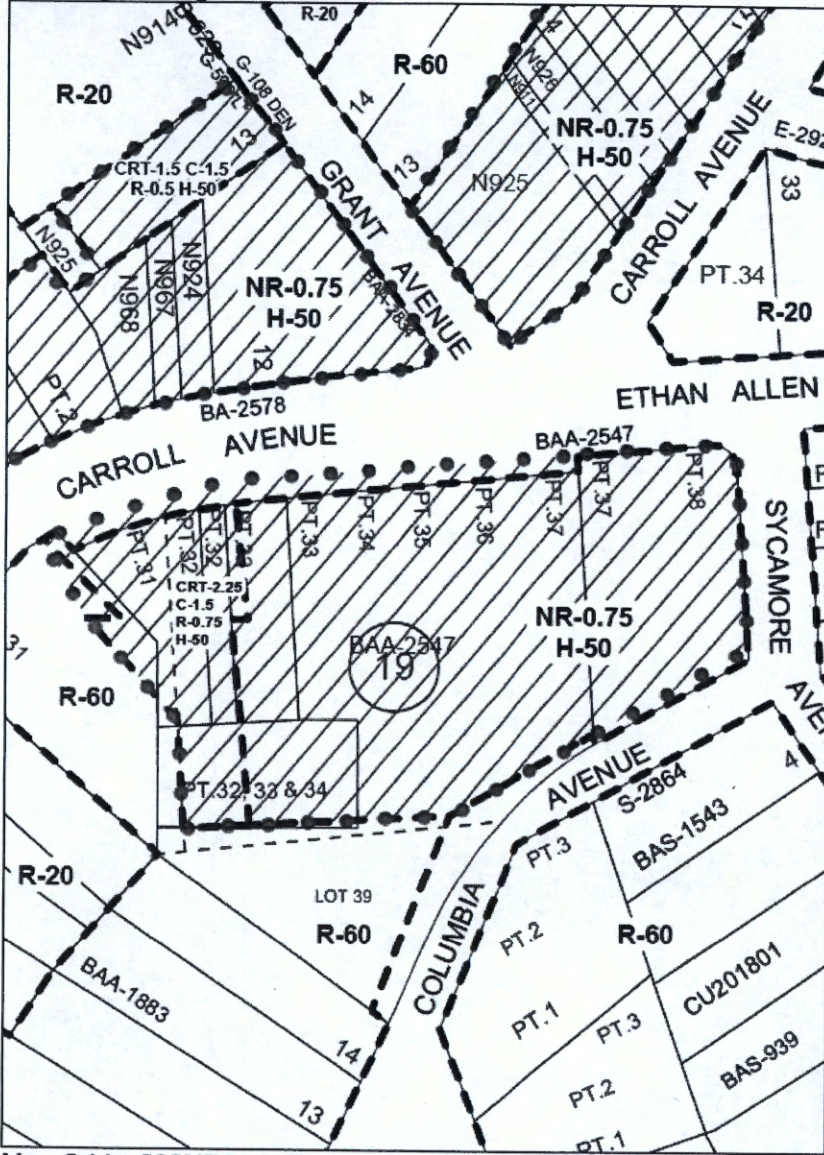 R-20
N914
G-108 DEN
R-60
R-20
14
13
CRT-1.5 C-1.5
R-0.5 H-50
13
N926
N911
NR-0.75
H-50
N925
GRANT AVENUE
CARROLL AVENUE
E-292
33
PT.34
R-20
N925
N968
N967
N924
NR-0.75
H-50
12
PT.2
BA-2578
CARROLL AVENUE
ETHAN ALLEN
BAA-2547
PT.31
PT.32
PT.32
PT.33
PT.34
PT.35
PT.36
PT.37
PT.37
PT.38
CRT-2.25
C-1.5
R-0.75
H-50
BAA-2547
19
NR-0.75
H-50
SYCAMORE
R-60
PT.32, 33 & 34
COLUMBIA AVENUE
S-2864
4
BAS-1543
PT.3
R-20
LOT 39
R-60
PT.2
R-60
CU201801
BAA-1883
PT.1
PT.3
BAS-939
14
PT.2
13
PT.1